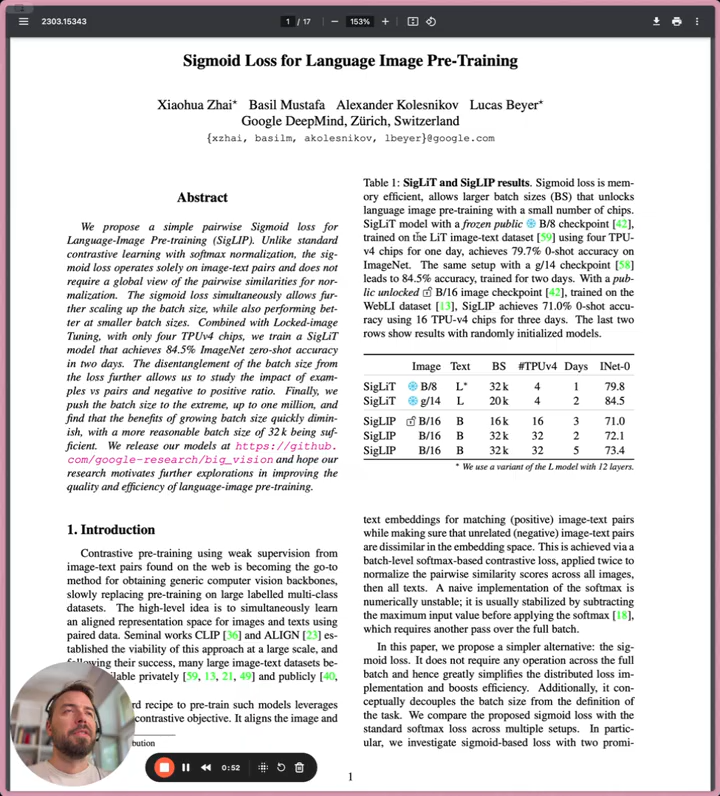 2303.15343
1 / 17
153%
Sigmoid Loss for Language Image Pre-Training
Xiaohua Zhai* Basil Mustafa Alexander Kolesnikov Lucas Beyer*
Google DeepMind, Zürich, Switzerland
{xzhai, basilm, akolesnikov, lbeyer}@google.com
Abstract
We propose a simple pairwise Sigmoid loss for
Language-Image Pre-training (SigLIP). Unlike standard
contrastive learning with softmax normalization, the sig-
moid loss operates solely on image-text pairs and does not
require a global view of the pairwise similarities for nor-
malization. The sigmoid loss simultaneously allows fur-
ther scaling up the batch size, while also performing bet-
ter at smaller batch sizes. Combined with Locked-image
Tuning, with only four TPUv4 chips, we train a SigLiT
model that achieves 84.5% ImageNet zero-shot accuracy
in two days. The disentanglement of the batch size from
the loss further allows us to study the impact of exam-
ples vs pairs and negative to positive ratio. Finally, we
push the batch size to the extreme, up to one million, and
find that the benefits of growing batch size quickly dimin-
ish, with a more reasonable batch size of 32 k being suf-
ficient. We release our models at https://github.
com/google-research/big_vision and hope our
research motivates further explorations in improving the
quality and efficiency of language-image pre-training.
1. Introduction
Contrastive pre-training using weak supervision from
image-text pairs found on the web is becoming the go-to
method for obtaining generic computer vision backbones,
slowly replacing pre-training on large labelled multi-class
datasets. The high-level idea is to simultaneously learn
an aligned representation space for images and texts using
paired data. Seminal works CLIP [36] and ALIGN [23] es-
tablished the viability of this approach at a large scale, and
following their success, many large image-text datasets be-
lable privately [59, 13, 21, 49] and publicly [40,
rd recipe to pre-train such models leverages
contrastive objective. It aligns the image and
bution
Table 1: SigLiT and SigLIP results. Sigmoid loss is mem-
ory efficient, allows larger batch sizes (BS) that unlocks
language image pre-training with a small number of chips.
SigLiT model with a frozen public B/8 checkpoint [42],
trained on the LiT image-text dataset [59] using four TPU-
v4 chips for one day, achieves 79.7% 0-shot accuracy on
ImageNet. The same setup with a g/14 checkpoint [58]
leads to 84.5% accuracy, trained for two days. With a pub-
lic unlocked B/16 image checkpoint [42], trained on the
WebLI dataset [13], SigLIP achieves 71.0% 0-shot accu-
racy using 16 TPU-v4 chips for three days. The last two
rows show results with randomly initialized models.
Image Text BS #TPUv4 Days INet-0
SigLiT B/8 L* 32 k 4 1 79.8
SigLiT g/14 L 20 k 4 2 84.5
SigLIP B/16 B 16 k 16 3 71.0
SigLIP B/16 B 32 k 32 2 72.1
SigLIP B/16 B 32 k 32 5 73.4
* We use a variant of the L model with 12 layers.
text embeddings for matching (positive) image-text pairs
while making sure that unrelated (negative) image-text pairs
are dissimilar in the embedding space. This is achieved via a
batch-level softmax-based contrastive loss, applied twice to
normalize the pairwise similarity scores across all images,
then all texts. A naive implementation of the softmax is
numerically unstable; it is usually stabilized by subtracting
the maximum input value before applying the softmax [18],
which requires another pass over the full batch.
In this paper, we propose a simpler alternative: the sig-
moid loss. It does not require any operation across the full
batch and hence greatly simplifies the distributed loss im-
plementation and boosts efficiency. Additionally, it con-
ceptually decouples the batch size from the definition of
the task. We compare the proposed sigmoid loss with the
standard softmax loss across multiple setups. In partic-
ular, we investigate sigmoid-based loss with two promi-
0:52
1